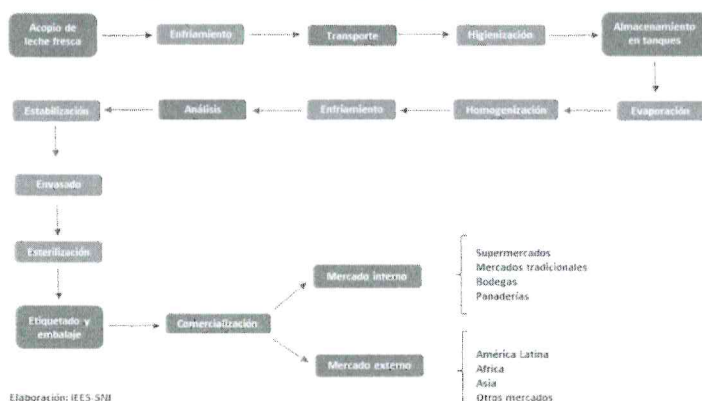 Acopio de
leche fresca
Enfriamiento
Transporte
Higienización
Almacenamiento
en tanques
Evaporación
Homogenización
Enfriamiento
Análisis
Estabilización
Envasado
Esterilización
Etiquetado y
embalaje
Comercialización
Mercado interno
Supermercados
Mercados tradicionales
Bodegas
Panaderías
Mercado externo
América Latina
Africa
Asia
Otros mercados
Elaboración: IEES-SNI